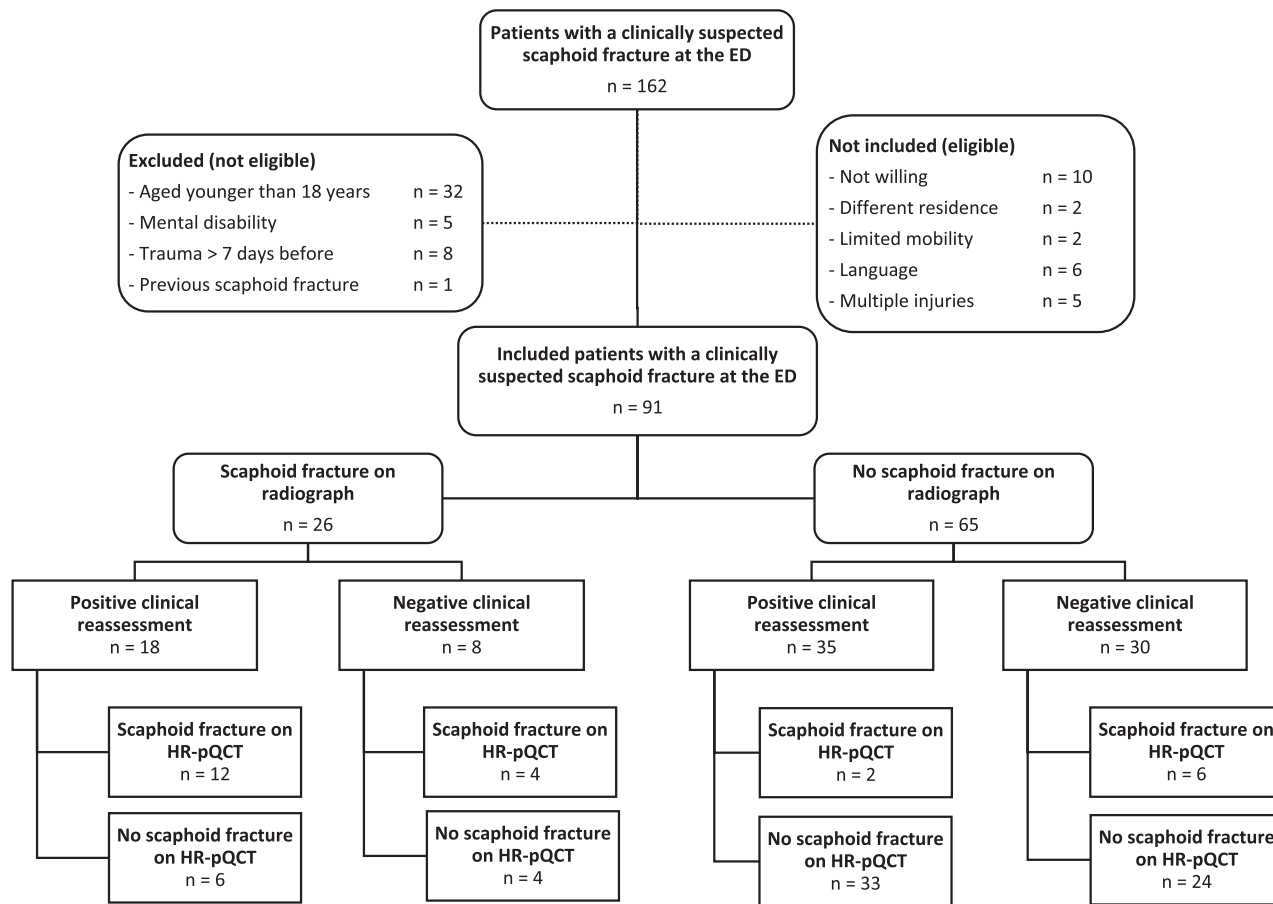 Patients with a clinically suspected
scaphoid fracture at the ED
n = 162
Excluded (not eligible)
- Aged younger than 18 years n = 32
- Mental disability n = 5
- Trauma > 7 days before n = 8
- Previous scaphoid fracture n = 1
Not included (eligible)
- Not willing n = 10
- Different residence n = 2
- Limited mobility n = 2
- Language n = 6
- Multiple injuries n = 5
Included patients with a clinically
suspected scaphoid fracture at the ED
n = 91
Scaphoid fracture on
radiograph
n = 26
No scaphoid fracture on
radiograph
n = 65
Positive clinical
reassessment
n = 18
Negative clinical
reassessment
n = 8
Positive clinical
reassessment
n = 35
Negative clinical
reassessment
n = 30
Scaphoid fracture on
HR-pQCT
n = 12
Scaphoid fracture on
HR-pQCT
n = 4
Scaphoid fracture on
HR-pQCT
n = 2
Scaphoid fracture on
HR-pQCT
n = 6
No scaphoid fracture
on HR-pQCT
n = 6
No scaphoid fracture
on HR-pQCT
n = 4
No scaphoid fracture
on HR-pQCT
n = 33
No scaphoid fracture
on HR-pQCT
n = 24